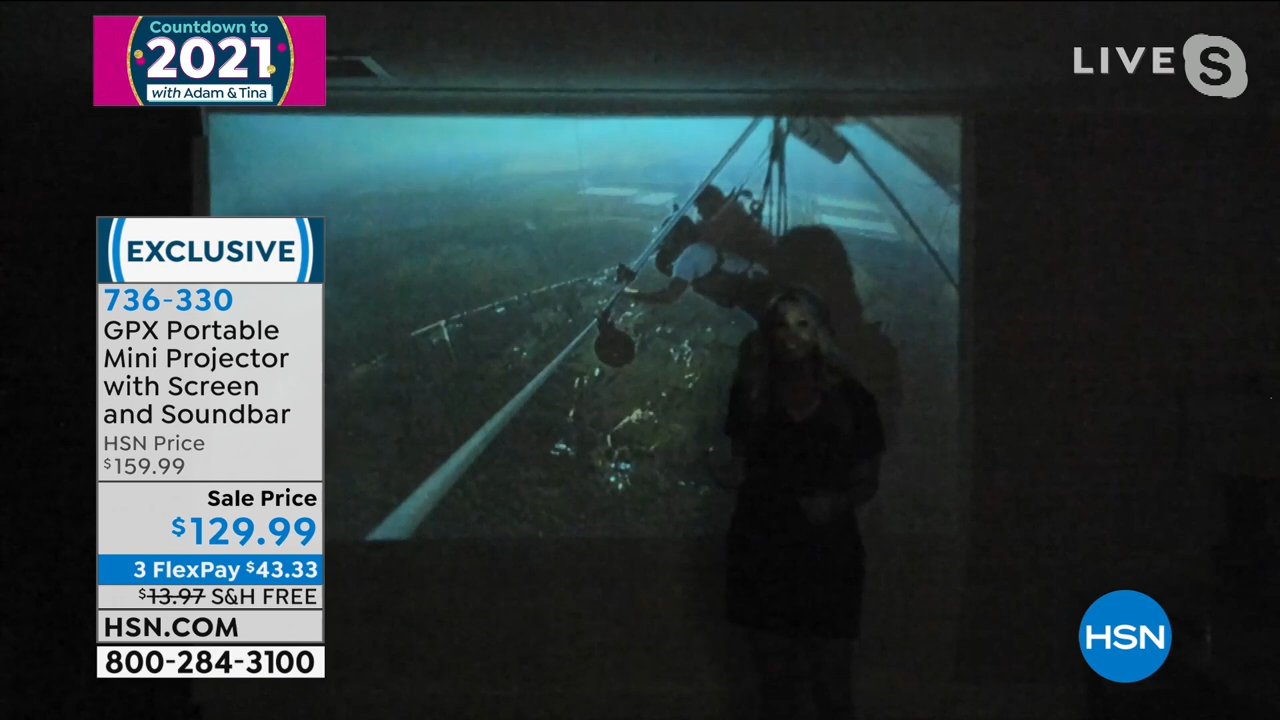 Countdown to
2021
with Adam & Tina
LIVE S
EXCLUSIVE
736-330
GPX Portable
Mini Projector
with Screen
and Soundbar
HSN Price
$159.99
Sale Price
$129.99
3 FlexPay $43.33
$13.97 S&H FREE
HSN.COM
800-284-3100
HSN